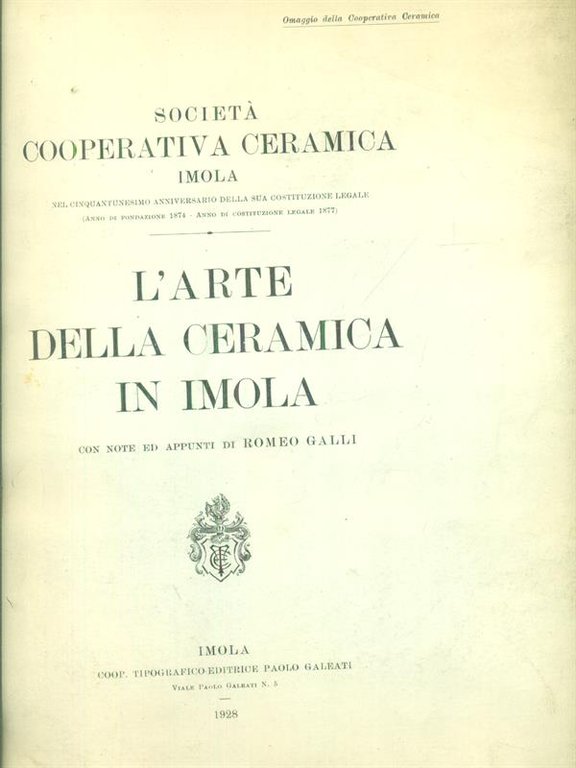 Omaggio della Cooperativa Ceramica
SOCIETÀ
COOPERATIVA CERAMICA
IMOLA
NEL CINQUANTUNESIMO ANNIVERSARIO DELLA SUA COSTITUZIONE LEGALE
(ANNO DI FONDAZIONE 1874 - ANNO DI COSTITUZIONE LEGALE 1877)
L'ARTE
DELLA CERAMICA
IN IMOLA
CON NOTE ED APPUNTI DI ROMEO GALLI
IMOLA
COOP. TIPOGRAFICO-EDITRICE PAOLO GALEATI
VIALE PAOLO GALEATI N. 5
1928